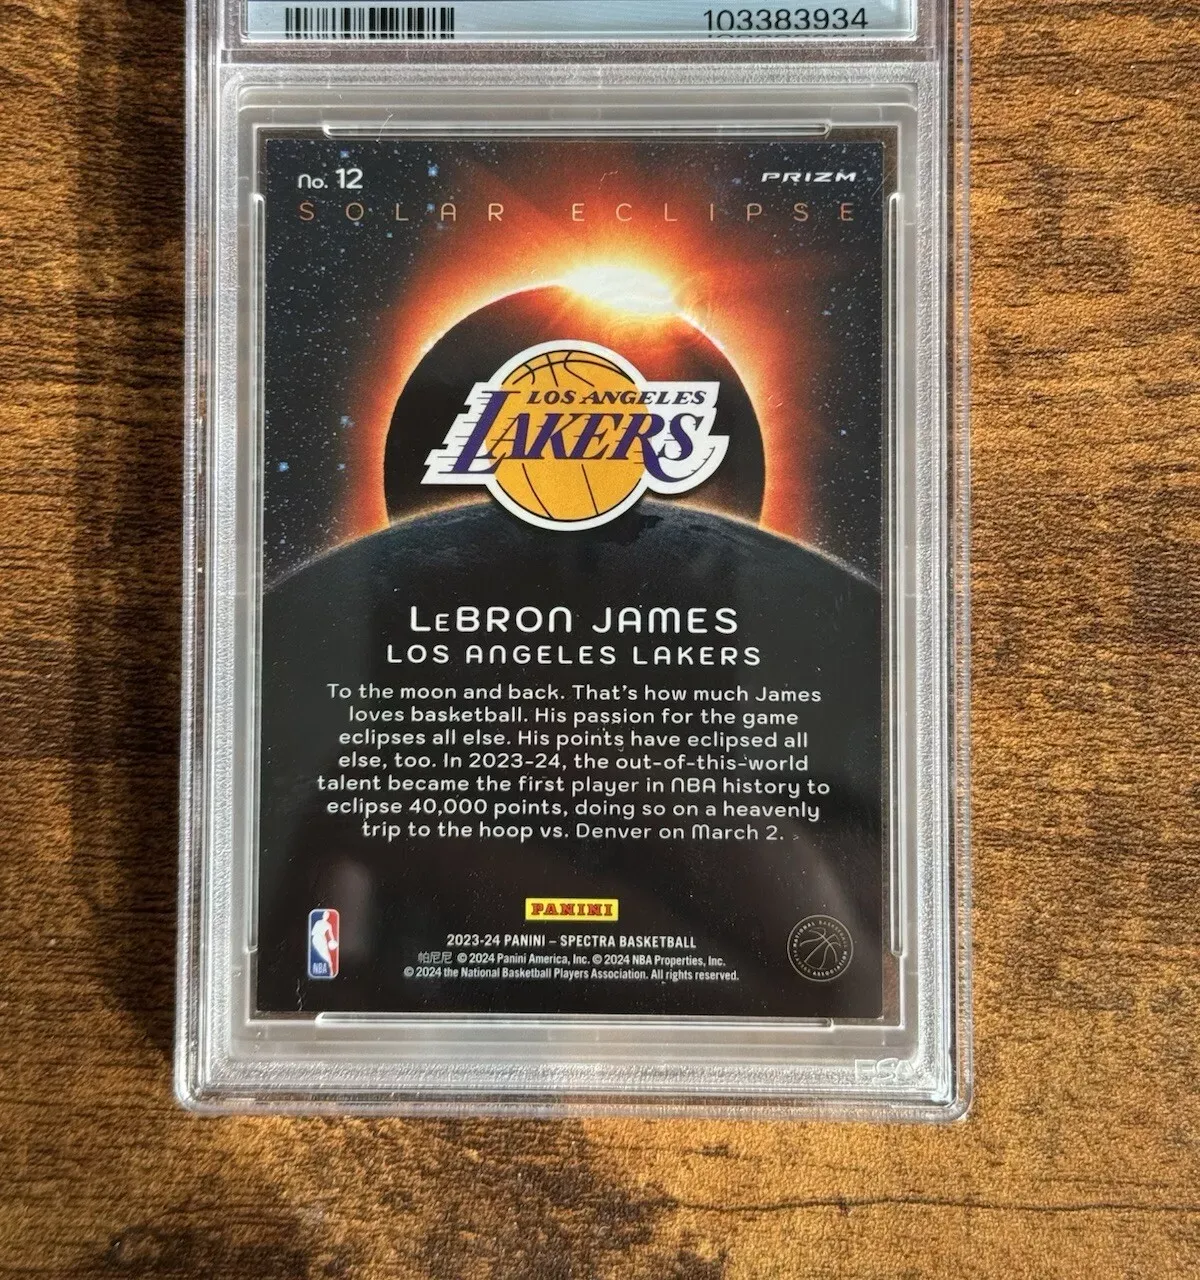 103383934
No. 12
PRIZM
SOLAR ECLIPSE
LOS ANGELES
LAKERS
LeBRON JAMES
LOS ANGELES LAKERS
To the moon and back. That's how much James
loves basketball. His passion for the game
eclipses all else. His points have eclipsed all
else, too. In 2023-24, the out-of-this-world
talent became the first player in NBA history to
eclipse 40,000 points, doing so on a heavenly
trip to the hoop vs. Denver on March 2.
PANINI
2023-24 PANINI – SPECTRA BASKETBALL
帕尼尼 © 2024 Panini America, Inc. © 2024 NBA Properties, Inc.
© 2024 the National Basketball Players Association. All rights reserved.
NBA
NATIONAL BASKETBALL PLAYERS ASSOCIATION